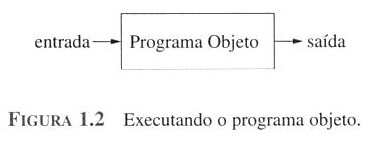 entrada Programa Objeto saída
FIGURA 1.2 Executando o programa objeto.